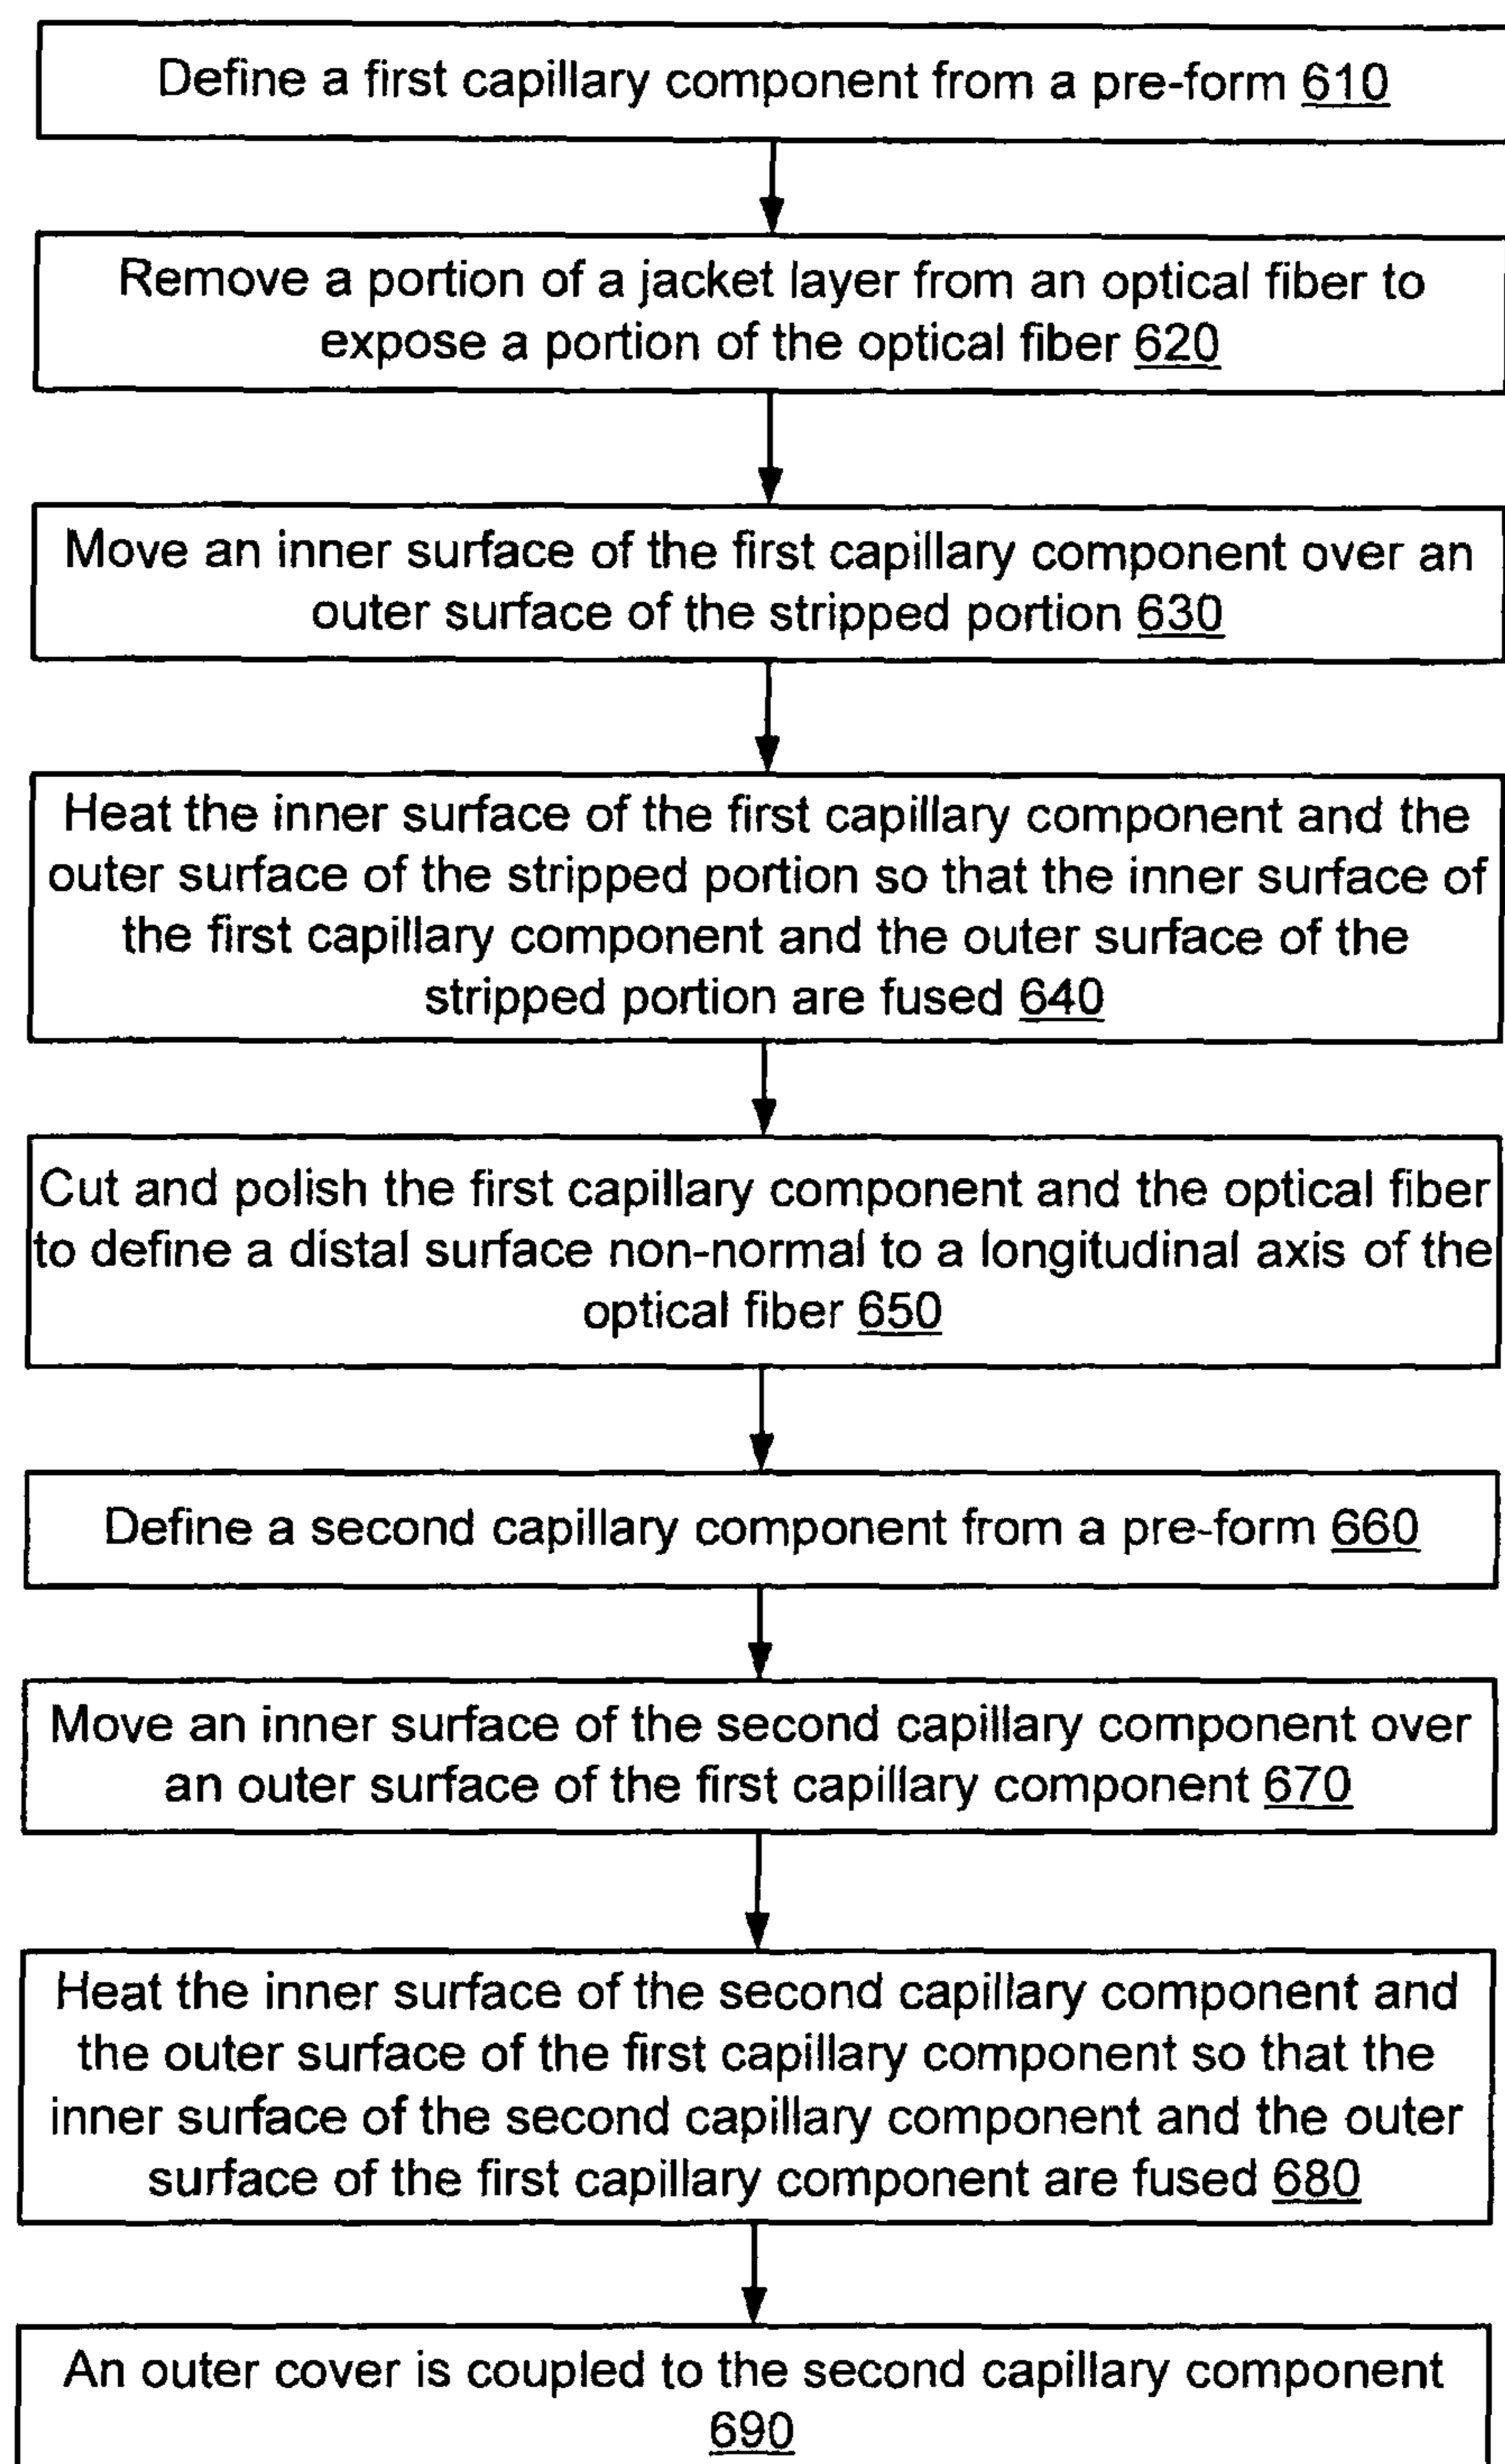 Define a first capillary component from a pre-form 610
Remove a portion of a jacket layer from an optical fiber to
expose a portion of the optical fiber 620
Move an inner surface of the first capillary component over an
outer surface of the stripped portion 630
Heat the inner surface of the first capillary component and the
outer surface of the stripped portion so that the inner surface of
the first capillary component and the outer surface of the
stripped portion are fused 640
Cut and polish the first capillary component and the optical fiber
to define a distal surface non-normal to a longitudinal axis of the
optical fiber 650
Define a second capillary component from a pre-form 660
Move an inner surface of the second capillary component over
an outer surface of the first capillary component 670
Heat the inner surface of the second capillary component and
the outer surface of the first capillary component so that the
inner surface of the second capillary component and the outer
surface of the first capillary component are fused 680
An outer cover is coupled to the second capillary component
690